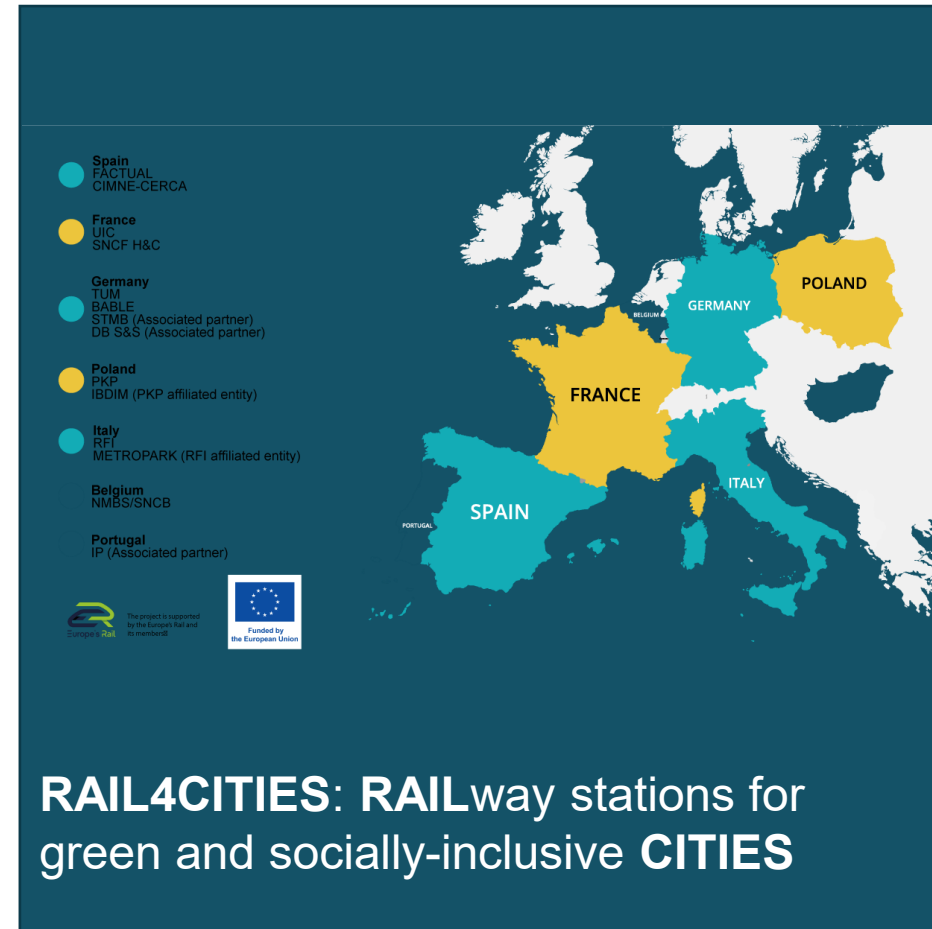 Spain
FACTUAL
CIMNE-CERCA
France
UIC
SNCF H&C
Germany
TUM
BABLE
STMB (Associated partner)
DB S&S (Associated partner)
Poland
PKP
IBDIM (PKP affiliated entity)
Italy
RFI
METROPARK (RFI affiliated entity)
Belgium
NMBS/SNCB
Portugal
IP (Associated partner)
POLAND
GERMANY
BELGIUM
FRANCE
ITALY
SPAIN
PORTUGAL
Europe's Rail
The project is supported
by the Europe's Rail and
its members
Funded by
the European Union
RAIL4CITIES: RAILway stations for
green and socially-inclusive CITIES